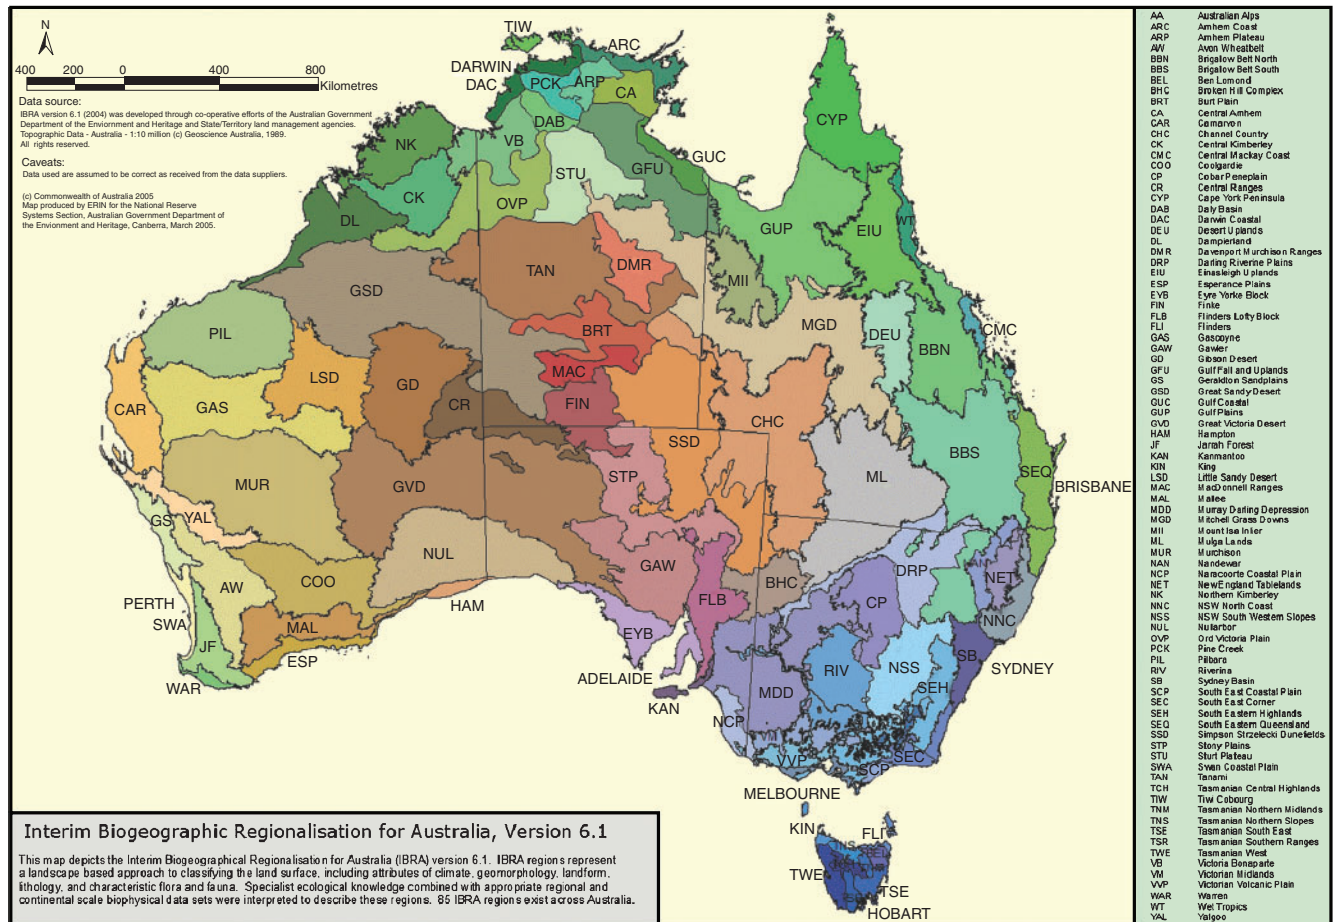 N
400 200 0 400 800
Kilometres
Data source:
IBRA version 6.1 (2004) was developed through co-operative efforts of the Australian Government
Department of the Enviornment and Heritage and State/Territory land management agencies.
Topographic Data - Australia - 1:10 million (c) Geoscience Australia, 1989.
All rights reserved.
Caveats:
Data used are assumed to be correct as received from the data suppliers.
(c) Commonwealth of Australia 2005
Map produced by ERIN for the National Reserve
Systems Section, Australian Government Department of
the Envionment and Heritage, Canberra, March 2005.
TIW
ARC
DARWIN
DAC
PCK
ARP
CA
DAB
VB
NK
CK
DL
OVP
STU
GFU
GUC
CYP
WT
GUP
EIU
TAN
DMR
MII
GSD
PIL
BRT
MGD
DEU
BBN
CMC
LSD
GD
MAC
CAR
GAS
CR
FIN
CHC
SSD
BBS
SEQ
BRISBANE
MUR
GVD
STP
ML
GS
YAL
NUL
GAW
AW
COO
HAM
FLB
BHC
DRP
NAN
NET
CP
NNC
PERTH
SWA
MAL
JF
ESP
WAR
EYB
ADELAIDE
KAN
MDD
RIV
NSS
SB
SYDNEY
SEH
NCP
VM
VVP
SCP
SEC
MELBOURNE
KIN
FLI
TNS
TWE
TSE
HOBART
Interim Biogeographic Regionalisation for Australia, Version 6.1
This map depicts the Interim Biogeographical Regionalisation for Australia (IBRA) version 6.1. IBRA regions represent
a landscape based approach to classifying the land surface, including attributes of climate, geomorphology, landform,
lithology, and characteristic flora and fauna. Specialist ecological knowledge combined with appropriate regional and
continental scale biophysical data sets were interpreted to describe these regions. 85 IBRA regions exist across Australia.
AA Australian Alps
ARC Arnhem Coast
ARP Arnhem Plateau
AW Avon Wheatbelt
BBN Brigalow Belt North
BBS Brigalow Belt South
BEL Ben Lomond
BHC Broken Hill Complex
BRT Burt Plain
CA Central Arnhem
CAR Carnarvon
CHC Channel Country
CK Central Kimberley
CMC Central Mackay Coast
COO Coolgardie
CP Cobar Peneplain
CR Central Ranges
CYP Cape York Peninsula
DAB Daly Basin
DAC Darwin Coastal
DEU Desert Uplands
DL Dampierland
DMR Davenport Murchison Ranges
DRP Darling Riverine Plains
EIU Einasleigh Uplands
ESP Esperance Plains
EYB Eyre Yorke Block
FIN Finke
FLB Flinders Lofty Block
FLI Flinders
GAS Gascoyne
GAW Gawler
GD Gibson Desert
GFU Gulf Fall and Uplands
GS Geraldton Sandplains
GSD Great Sandy Desert
GUC Gulf Coastal
GUP Gulf Plains
GVD Great Victoria Desert
HAM Hampton
JF Jarrah Forest
KAN Kanmantoo
KIN King
LSD Little Sandy Desert
MAC MacDonnell Ranges
MAL Mallee
MDD Murray Darling Depression
MGD Mitchell Grass Downs
MII Mount Isa Inlier
ML Mulga Lands
MUR Murchison
NAN Nandewar
NCP Naracoorte Coastal Plain
NET New England Tablelands
NK Northern Kimberley
NNC NSW North Coast
NSS NSW South Western Slopes
NUL Nullarbor
OVP Ord Victoria Plain
PCK Pine Creek
PIL Pilbara
RIV Riverina
SB Sydney Basin
SCP South East Coastal Plain
SEC South East Corner
SEH South Eastern Highlands
SEQ South Eastern Queensland
SSD Simpson Strzelecki Dunefields
STP Stony Plains
STU Sturt Plateau
SWA Swan Coastal Plain
TAN Tanami
TCH Tasmanian Central Highlands
TIW Tiwi Cobourg
TNM Tasmanian Northern Midlands
TNS Tasmanian Northern Slopes
TSE Tasmanian South East
TSR Tasmanian Southern Ranges
TWE Tasmanian West
VB Victoria Bonaparte
VM Victorian Midlands
VVP Victorian Volcanic Plain
WAR Warren
WT Wet Tropics
YAL Yalgoo